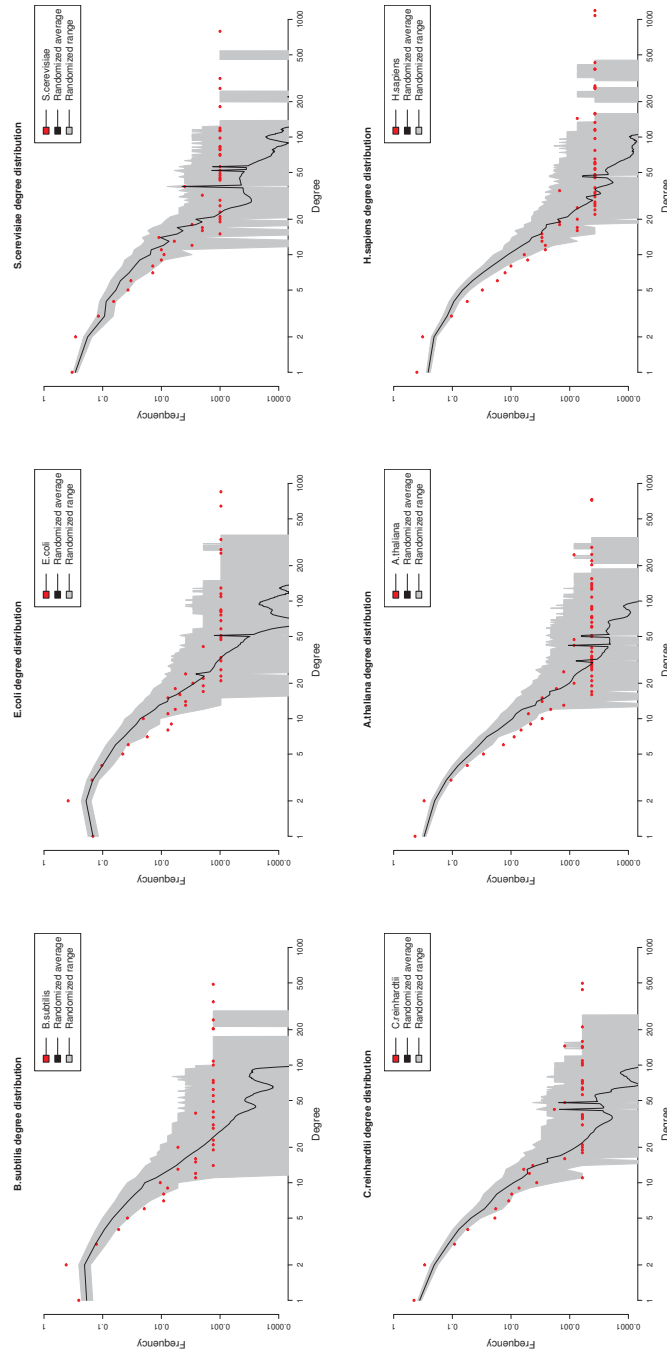 B.subtilis degree distribution
B.subtilis
Randomized average
Randomized range
Frequency
1
0.1
0.01
0.001
0.0001
1 2 5 10 20 50 100 200 500 1000
Degree
E.coli degree distribution
E.coli
Randomized average
Randomized range
Frequency
1
0.1
0.01
0.001
0.0001
1 2 5 10 20 50 100 200 500 1000
Degree
S.cerevisiae degree distribution
S.cerevisiae
Randomized average
Randomized range
Frequency
1
0.1
0.01
0.001
0.0001
1 2 5 10 20 50 100 200 500 1000
Degree
C.reinhardtii degree distribution
C.reinhardtii
Randomized average
Randomized range
Frequency
1
0.1
0.01
0.001
0.0001
1 2 5 10 20 50 100 200 500 1000
Degree
A.thaliana degree distribution
A.thaliana
Randomized average
Randomized range
Frequency
1
0.1
0.01
0.001
0.0001
1 2 5 10 20 50 100 200 500 1000
Degree
H.sapiens degree distribution
H.sapiens
Randomized average
Randomized range
Frequency
1
0.1
0.01
0.001
0.0001
1 2 5 10 20 50 100 200 500 1000
Degree